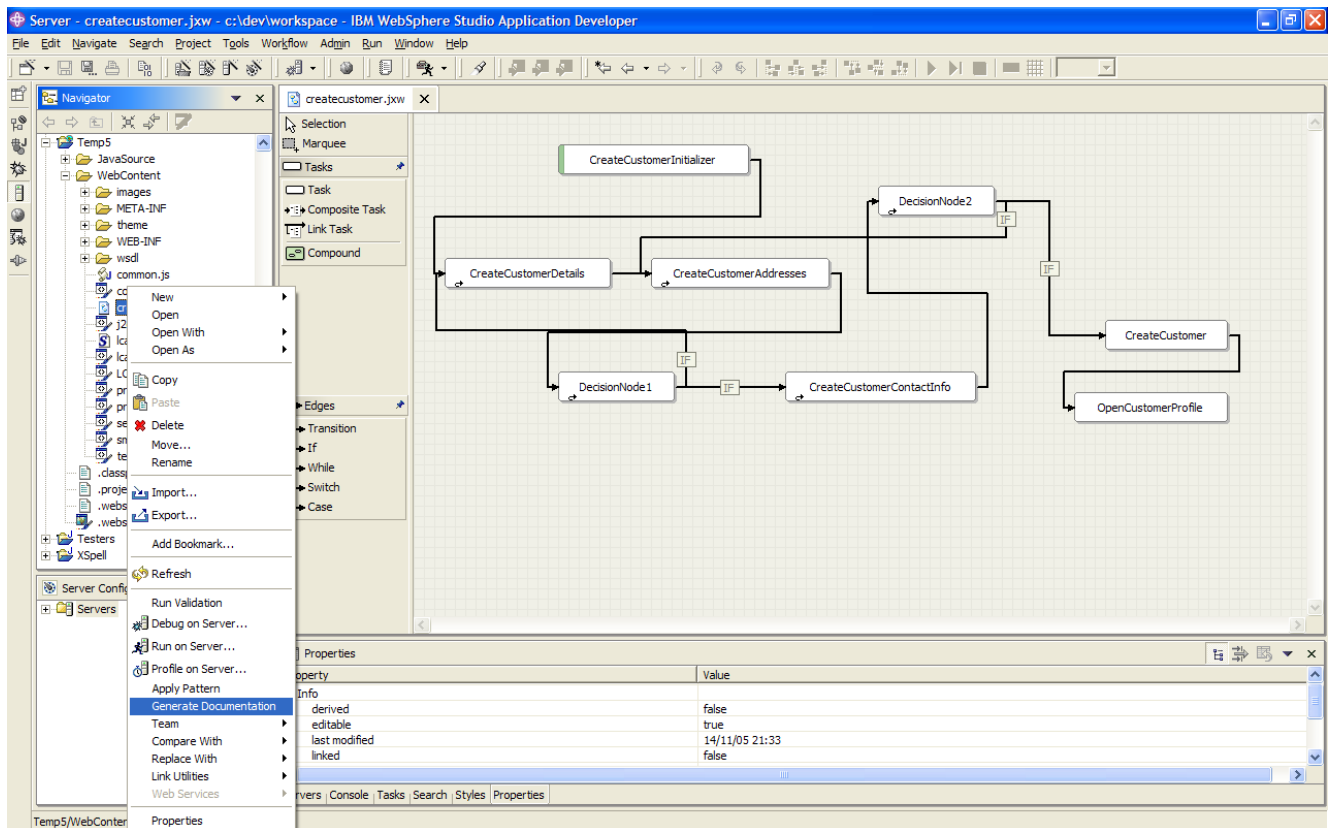 Server - createcustomer.jxw - c:\dev\workspace - IBM WebSphere Studio Application Developer
File Edit Navigate Search Project Tools Workflow Admin Run Window Help
Navigator
createcustomer.jxw
Temp5
JavaSource
WebContent
images
META-INF
theme
WEB-INF
wsdl
common.js
.class
.proje
.webs
.webs
Testers
XSpell
Server Config
Servers
New
Open
Open With
Open As
Copy
Paste
Delete
Move...
Rename
Import...
Export...
Add Bookmark...
Refresh
Run Validation
Debug on Server...
Run on Server...
Profile on Server...
Apply Pattern
Generate Documentation
Team
Compare With
Replace With
Link Utilities
Web Services
Properties
Selection
Marquee
Tasks
Task
Composite Task
Link Task
Compound
Edges
Transition
If
While
Switch
Case
CreateCustomerInitializer
DecisionNode2
IF
IF
CreateCustomerDetails
CreateCustomerAddresses
CreateCustomer
IF
DecisionNode1
IF
CreateCustomerContactInfo
OpenCustomerProfile
Properties
operty Value
Info
derived false
editable true
last modified 14/11/05 21:33
linked false
rvers Console Tasks Search Styles Properties
Temp5/WebConter